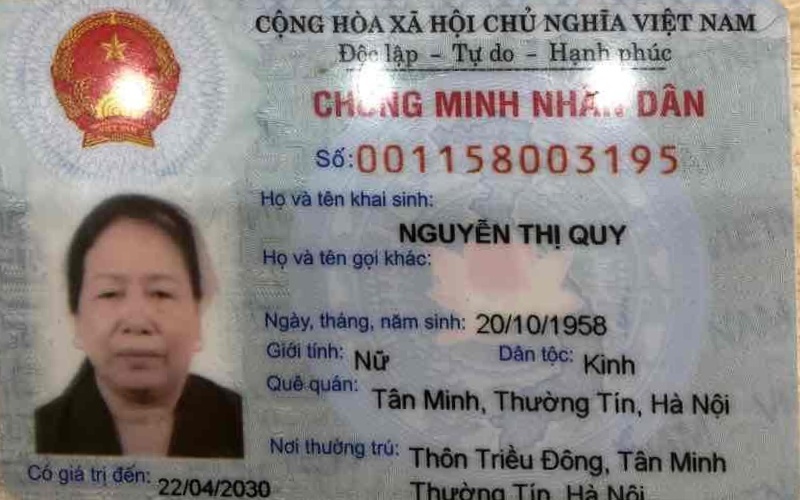 CỘNG HÒA XÃ HỘI CHỦ NGHĨA VIỆT NAM
Độc lập - Tự do - Hạnh phúc
CHỨNG MINH NHÂN DÂN
Số: 001158003195
Họ và tên khai sinh:
NGUYỄN THỊ QUY
Họ và tên gọi khác:
Ngày, tháng, năm sinh: 20/10/1958
Giới tính: Nữ Dân tộc: Kinh
Quê quán: Tân Minh, Thường Tín, Hà Nội
Nơi thường trú: Thôn Triều Đông, Tân Minh
Thường Tín, Hà Nội
Có giá trị đến: 22/04/2030